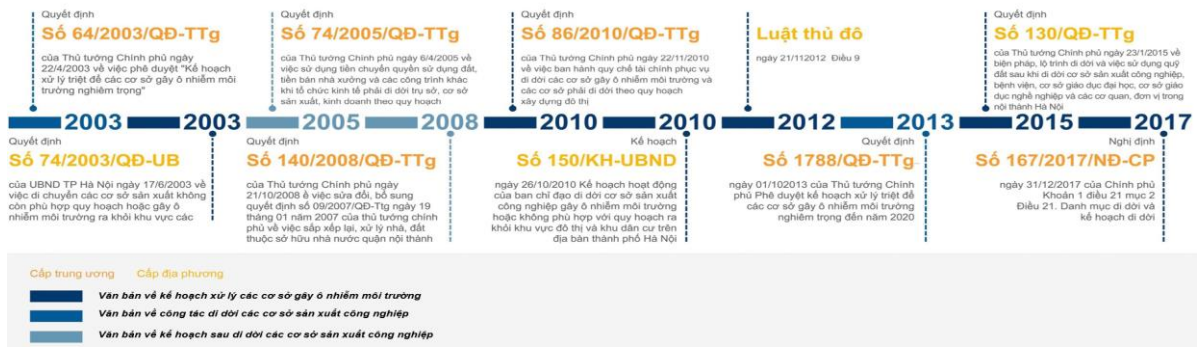 Quyết định
Số 64/2003/QĐ-TTg
của Thủ tướng Chính phủ ngày
22/4/2003 về việc phê duyệt "Kế hoạch
xử lý triệt để các cơ sở gây ô nhiễm môi
trường nghiêm trọng"
Quyết định
Số 74/2005/QĐ-TTg
của Thủ tướng Chính phủ ngày 6/4/2005 về
việc sử dụng tiền chuyển quyền sử dụng đất,
tiền bán nhà xưởng và các công trình khác
khi tổ chức kinh tế phải di dời trụ sở, cơ sở
sản xuất, kinh doanh theo quy hoạch
Quyết định
Số 86/2010/QĐ-TTg
của Thủ tướng Chính phủ ngày 22/11/2010
về việc ban hành quy chế tài chính phục vụ
di dời các cơ sở gây ô nhiễm môi trường và
các cơ sở phải di dời theo quy hoạch
xây dựng đô thị
Luật thủ đô
ngày 21/112012 Điều 9
Quyết định
Số 130/QĐ-TTg
của Thủ tướng Chính phủ ngày 23/1/2015 về
biện pháp, lộ trình di dời và việc sử dụng quỹ
đất sau khi di dời cơ sở sản xuất công nghiệp,
bệnh viện, cơ sở giáo dục đại học, cơ sở giáo
dục nghề nghiệp và các cơ quan, đơn vị trong
nội thành Hà Nội
2003 2003 2005 2008 2010 2010 2012 2013 2015 2017
Quyết định
Số 74/2003/QĐ-UB
của UBND TP Hà Nội ngày 17/6/2003 về
việc di chuyển các cơ sở sản xuất không
còn phù hợp quy hoạch hoặc gây ô
nhiễm môi trường ra khỏi khu vực các
Quyết định
Số 140/2008/QĐ-TTg
của Thủ tướng Chính phủ ngày
21/10/2008 ề việc sửa đổi, bổ sung
quyết định số 09/2007/QĐ-Ttg ngày 19
tháng 01 năm 2007 của thủ tướng chính
phủ về việc sắp xếp lại, xử lý nhà, đất
thuộc sở hữu nhà nước quận nội thành
Kế hoạch
Số 150/KH-UBND
ngày 26/10/2010 Kế hoạch hoạt động
của ban chỉ đạo di dời cơ sở sản xuất
công nghiệp gây ô nhiễm môi trường
hoặc không phù hợp với quy hoạch ra
khỏi khu vực đô thị và khu dân cư trên
địa bàn thành phố Hà Nội
Quyết định
Số 1788/QĐ-TTg
ngày 01/102013 của Thủ tướng Chính
phủ Phê duyệt kế hoạch xử lý triệt để
các cơ sở gây ô nhiễm môi trường
nghiêm trọng đến năm 2020
Nghị định
Số 167/2017/NĐ-CP
ngày 31/12/2017 của Chính phủ
Khoản 1 điều 21 mục 2
Điều 21. Danh mục di dời và
kế hoạch di dời
Cấp trung ương Cấp địa phương
Văn bản về kế hoạch xử lý các cơ sở gây ô nhiễm môi trường
Văn bản về công tác di dời các cơ sở sản xuất công nghiệp
Văn bản về kế hoạch sau di dời các cơ sở sản xuất công nghiệp